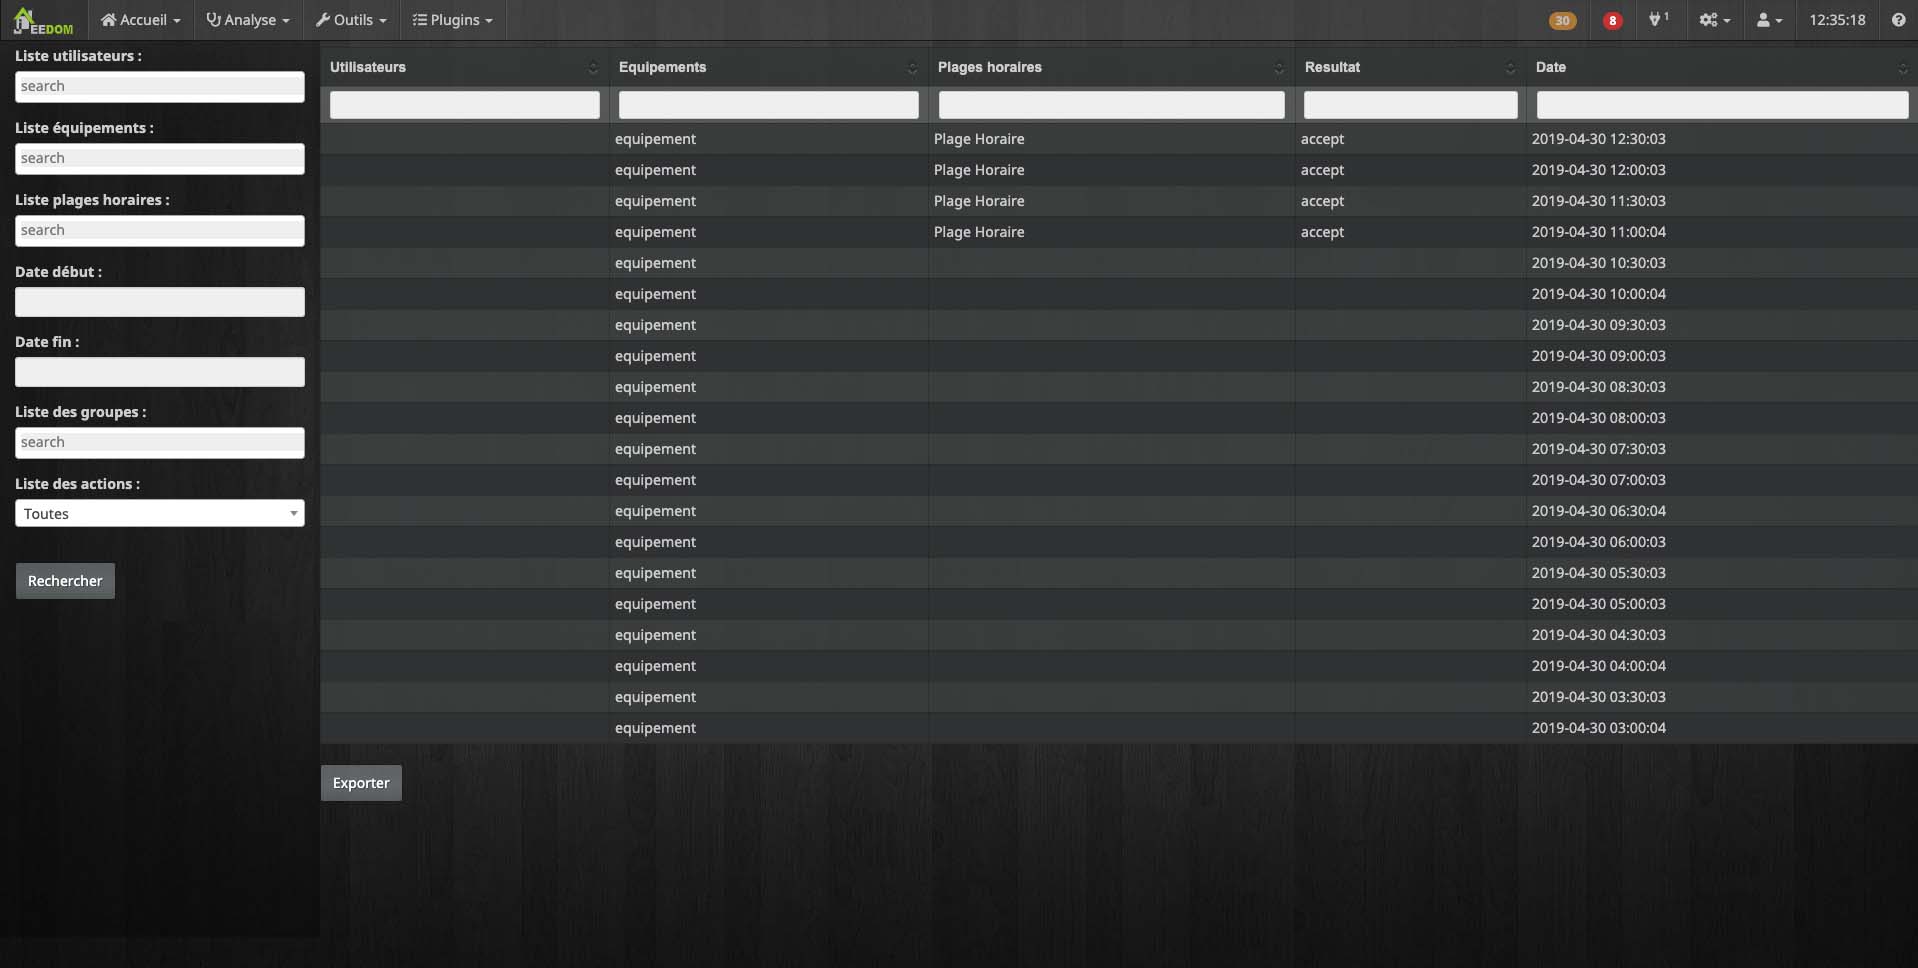 JEEDOM Accueil Analyse Outils Plugins 30 8 1 12:35:18
Liste utilisateurs :
search
Liste équipements :
search
Liste plages horaires :
search
Date début :
Date fin :
Liste des groupes :
search
Liste des actions :
Toutes
Rechercher
Utilisateurs Equipements Plages horaires Resultat Date
equipement Plage Horaire accept 2019-04-30 12:30:03
equipement Plage Horaire accept 2019-04-30 12:00:03
equipement Plage Horaire accept 2019-04-30 11:30:03
equipement Plage Horaire accept 2019-04-30 11:00:04
equipement 2019-04-30 10:30:03
equipement 2019-04-30 10:00:04
equipement 2019-04-30 09:30:03
equipement 2019-04-30 09:00:03
equipement 2019-04-30 08:30:03
equipement 2019-04-30 08:00:03
equipement 2019-04-30 07:30:03
equipement 2019-04-30 07:00:03
equipement 2019-04-30 06:30:04
equipement 2019-04-30 06:00:03
equipement 2019-04-30 05:30:03
equipement 2019-04-30 05:00:03
equipement 2019-04-30 04:30:03
equipement 2019-04-30 04:00:04
equipement 2019-04-30 03:30:03
equipement 2019-04-30 03:00:04
Exporter